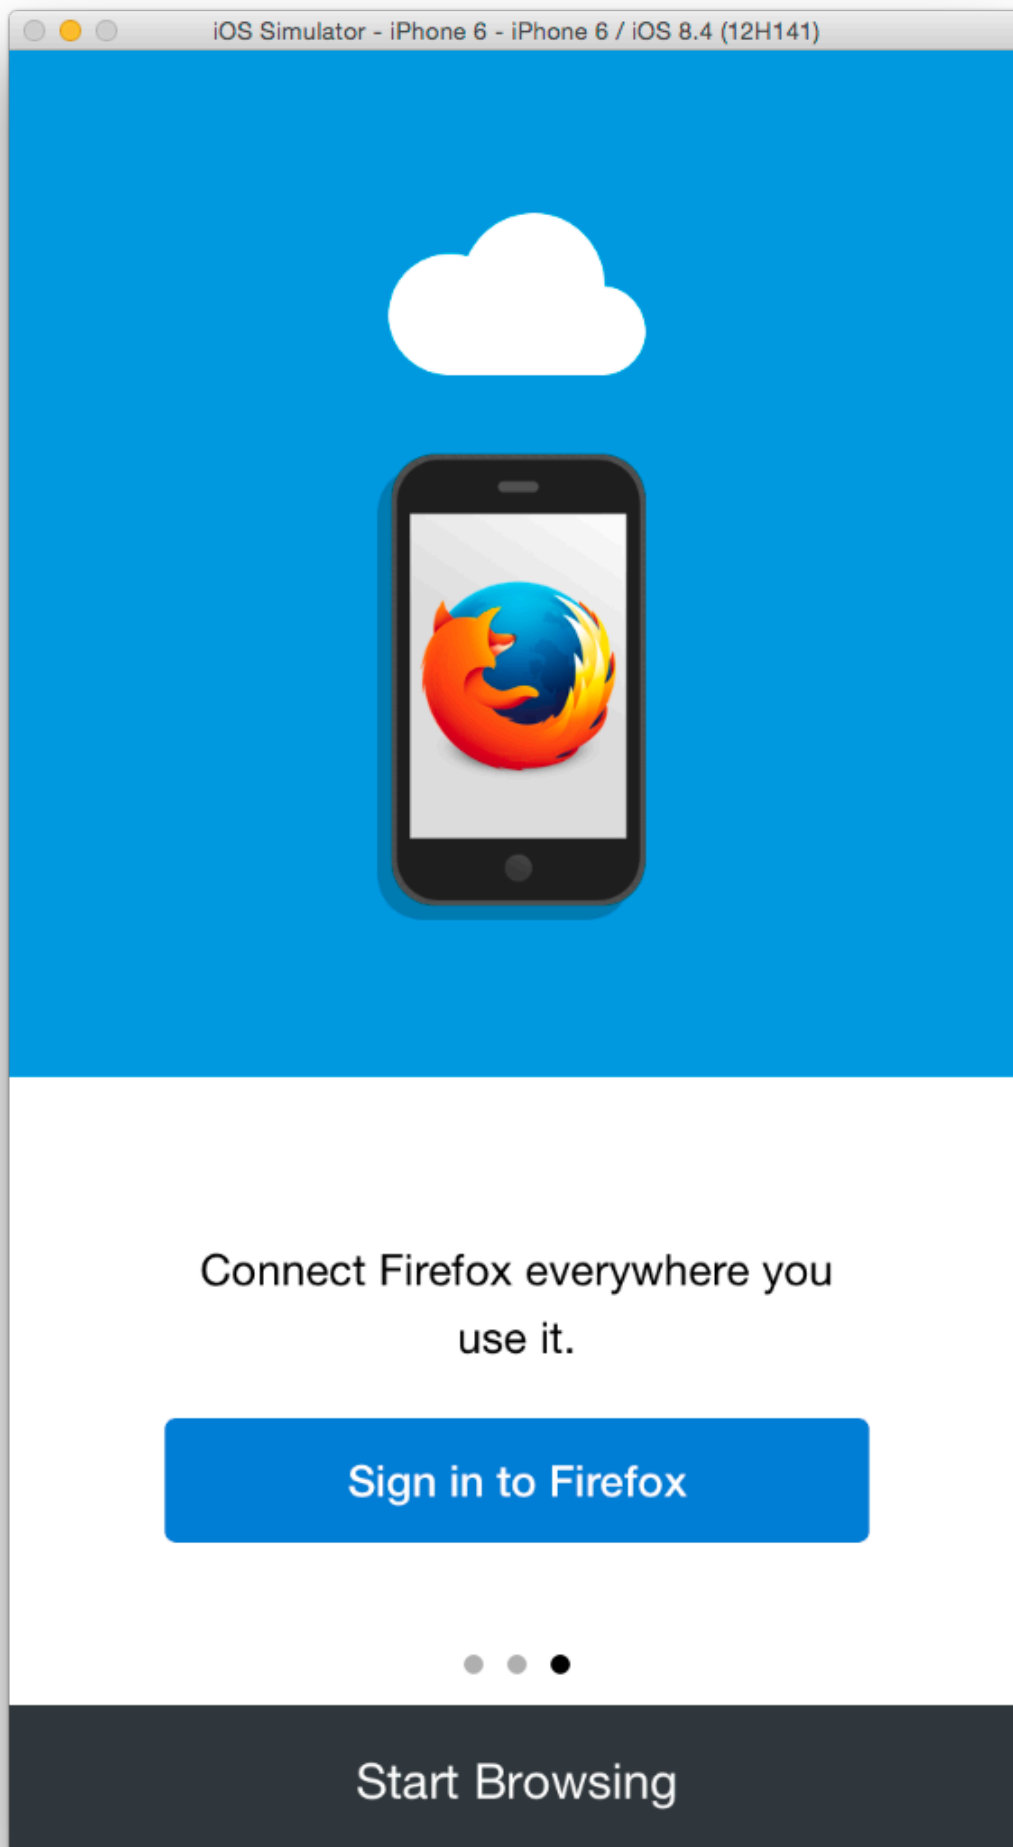 iOS Simulator - iPhone 6 - iPhone 6 / iOS 8.4 (12H141)
Connect Firefox everywhere you
use it.
Sign in to Firefox
Start Browsing